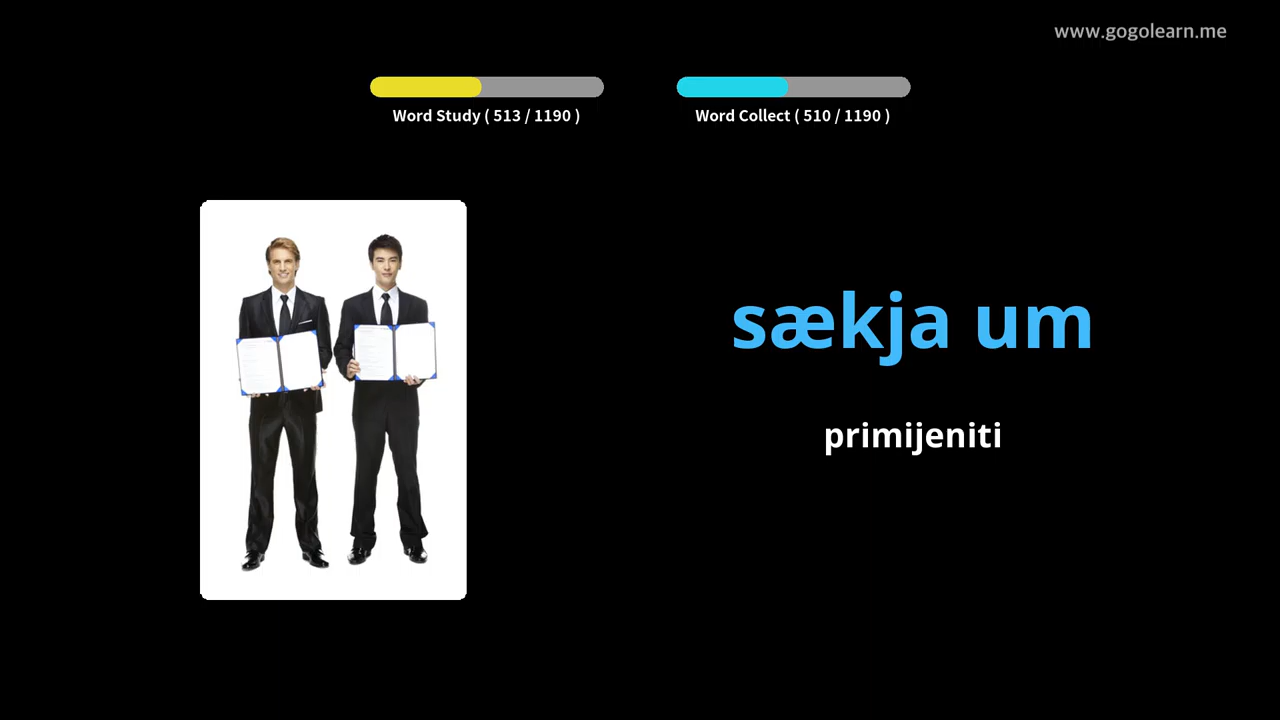 www.gogolearn.me
Word Study ( 513 / 1190 )
Word Collect ( 510 / 1190 )
sækja um
primijeniti